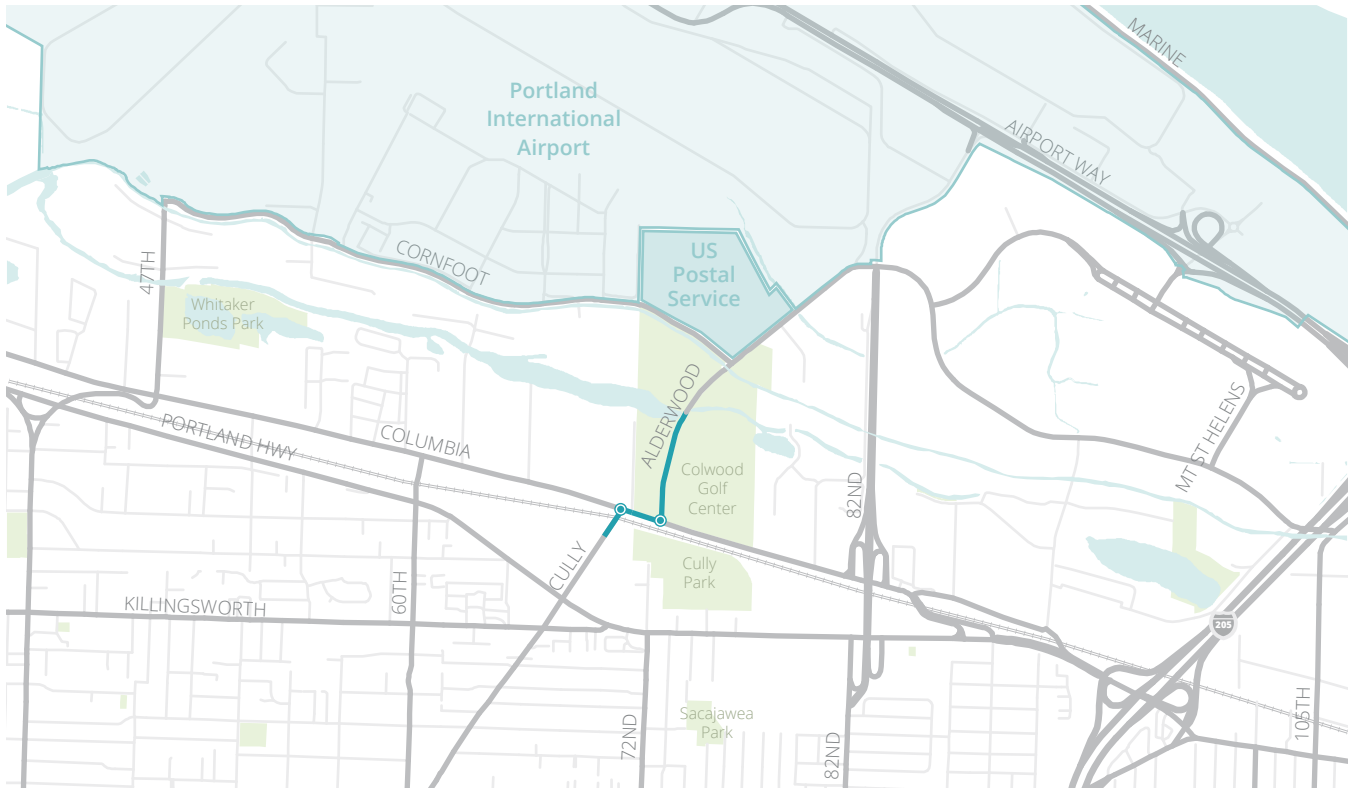 MARINE
Portland
International
Airport
AIRPORT WAY
CORNFOOT
47TH
US
Postal
Service
Whitaker
Ponds Park
ALDERWOOD
MT ST HELENS
PORTLAND HWY
COLUMBIA
Colwood
Golf
Center
82ND
CULLY
Cully
Park
60TH
KILLINGSWORTH
205
Sacajawea
Park
72ND
82ND
105TH